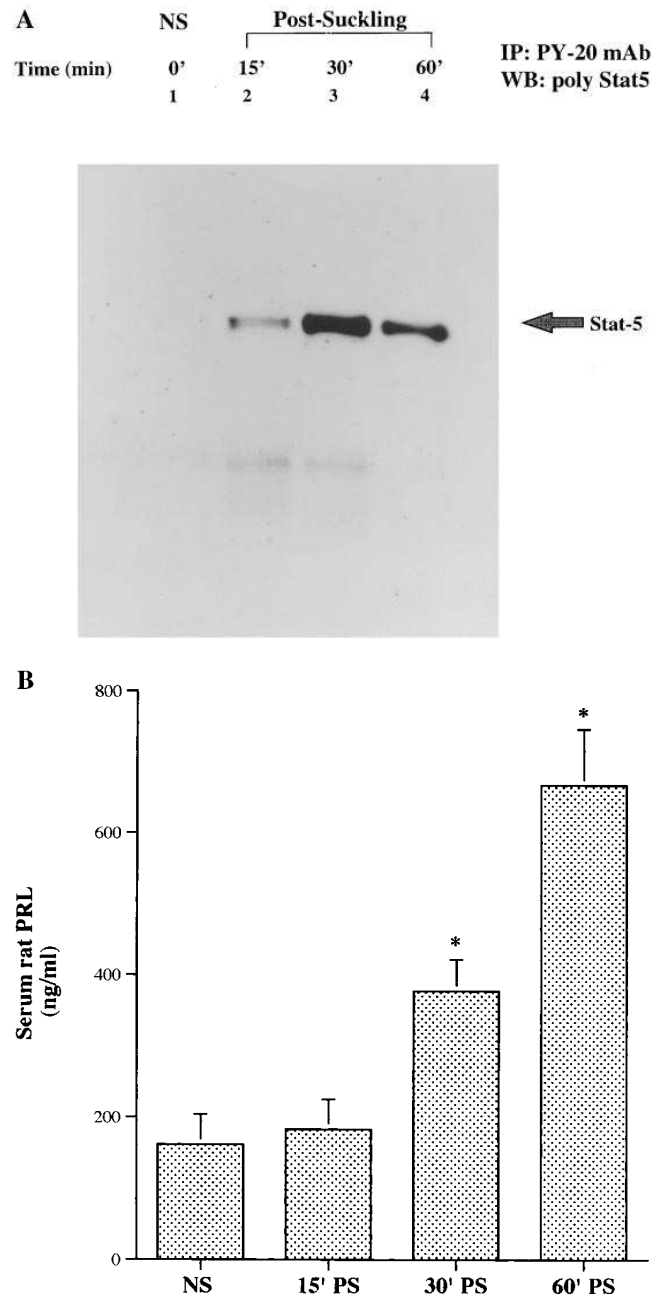 A
NS Post-Suckling
Time (min) 0' 15' 30' 60'
1 2 3 4
IP: PY-20 mAb
WB: poly Stat5
Stat-5
B
Serum rat PRL
(ng/ml)
800
600
400
200
0
*
*
NS 15' PS 30' PS 60' PS